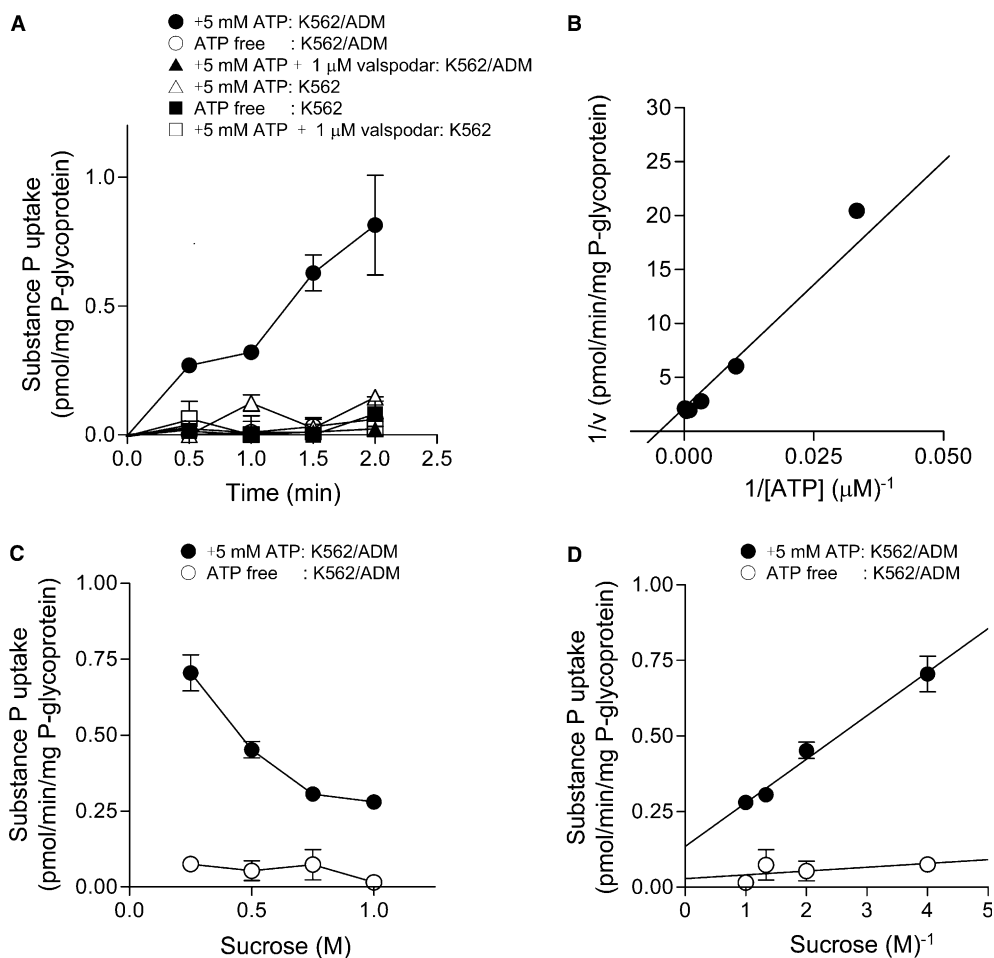 A
+5 mM ATP: K562/ADM
ATP free : K562/ADM
+5 mM ATP + 1 μM valspodar: K562/ADM
+5 mM ATP: K562
ATP free : K562
+5 mM ATP + 1 μM valspodar: K562
Substance P uptake
(pmol/mg P-glycoprotein)
1.0
0.5
0.0
0.0 0.5 1.0 1.5 2.0 2.5
Time (min)
B
1/v (pmol/min/mg P-glycoprotein)
30
25
20
15
10
5
0.000 0.025 0.050
1/[ATP] (μM)-1
C
+5 mM ATP: K562/ADM
ATP free : K562/ADM
Substance P uptake
(pmol/min/mg P-glycoprotein)
1.00
0.75
0.50
0.25
0.00
0.0 0.5 1.0
Sucrose (M)
D
+5 mM ATP: K562/ADM
ATP free : K562/ADM
Substance P uptake
(pmol/min/mg P-glycoprotein)
1.00
0.75
0.50
0.25
0.00
0 1 2 3 4 5
Sucrose (M)-1